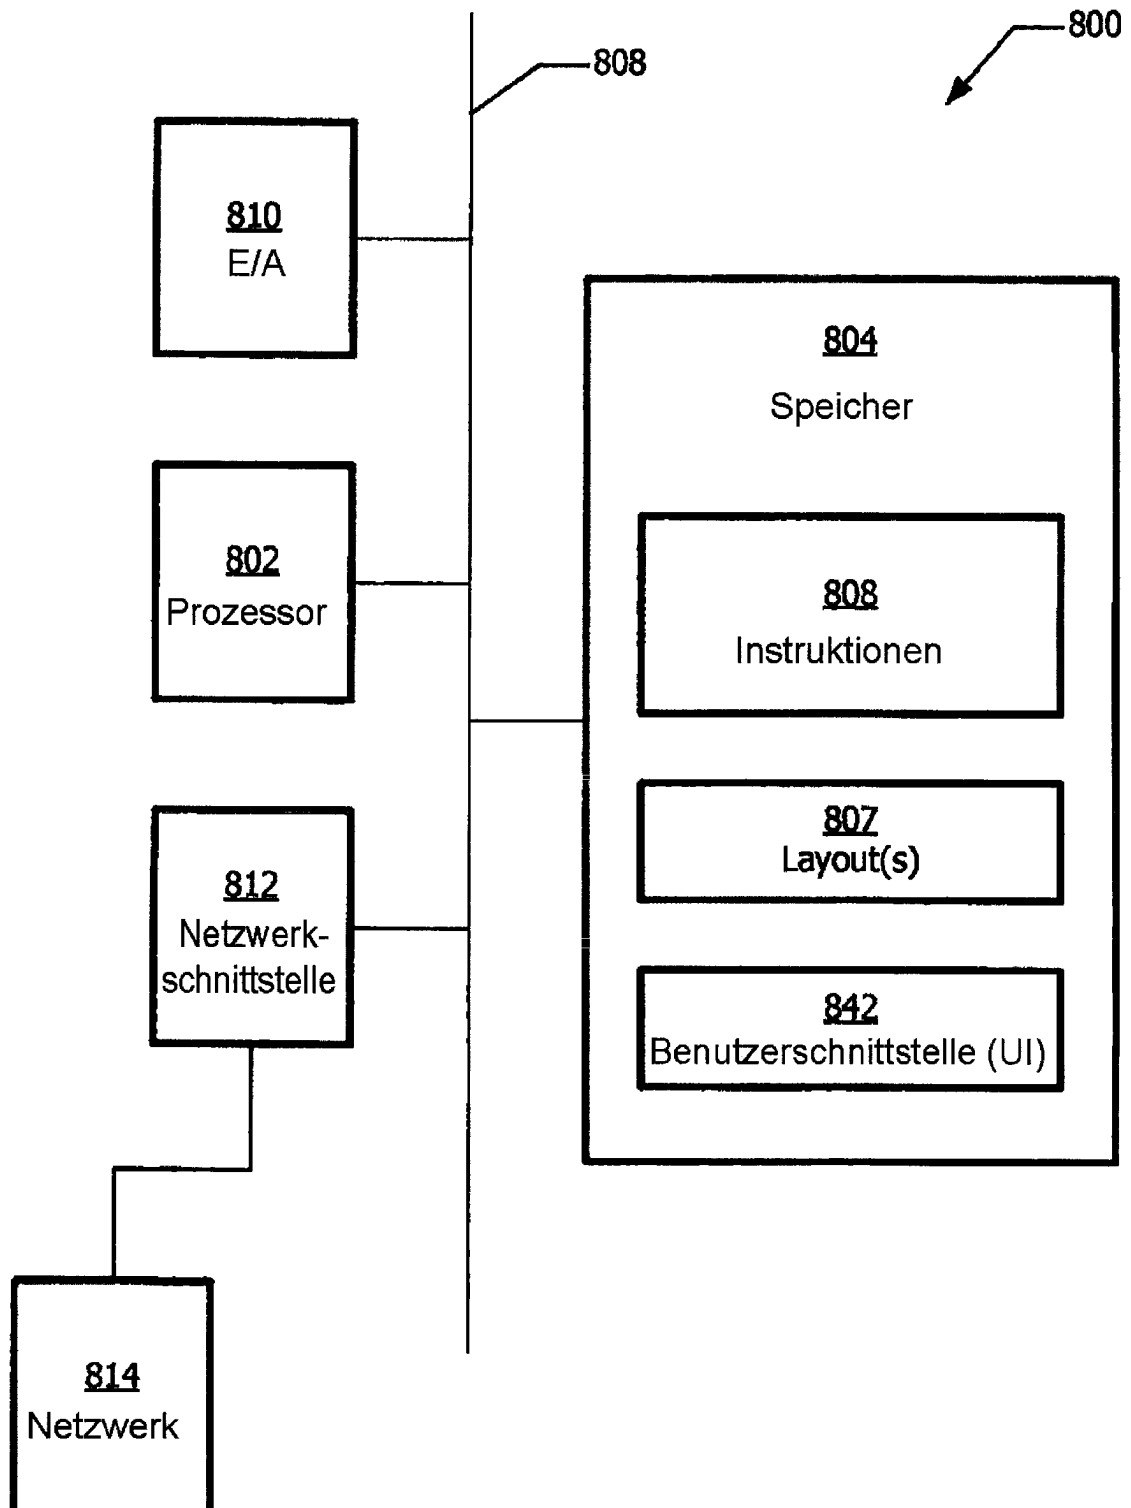 800
808
810
E/A
804
Speicher
802
Prozessor
808
Instruktionen
807
Layout(s)
812
Netzwerk-
schnittstelle
842
Benutzerschnittstelle (UI)
814
Netzwerk